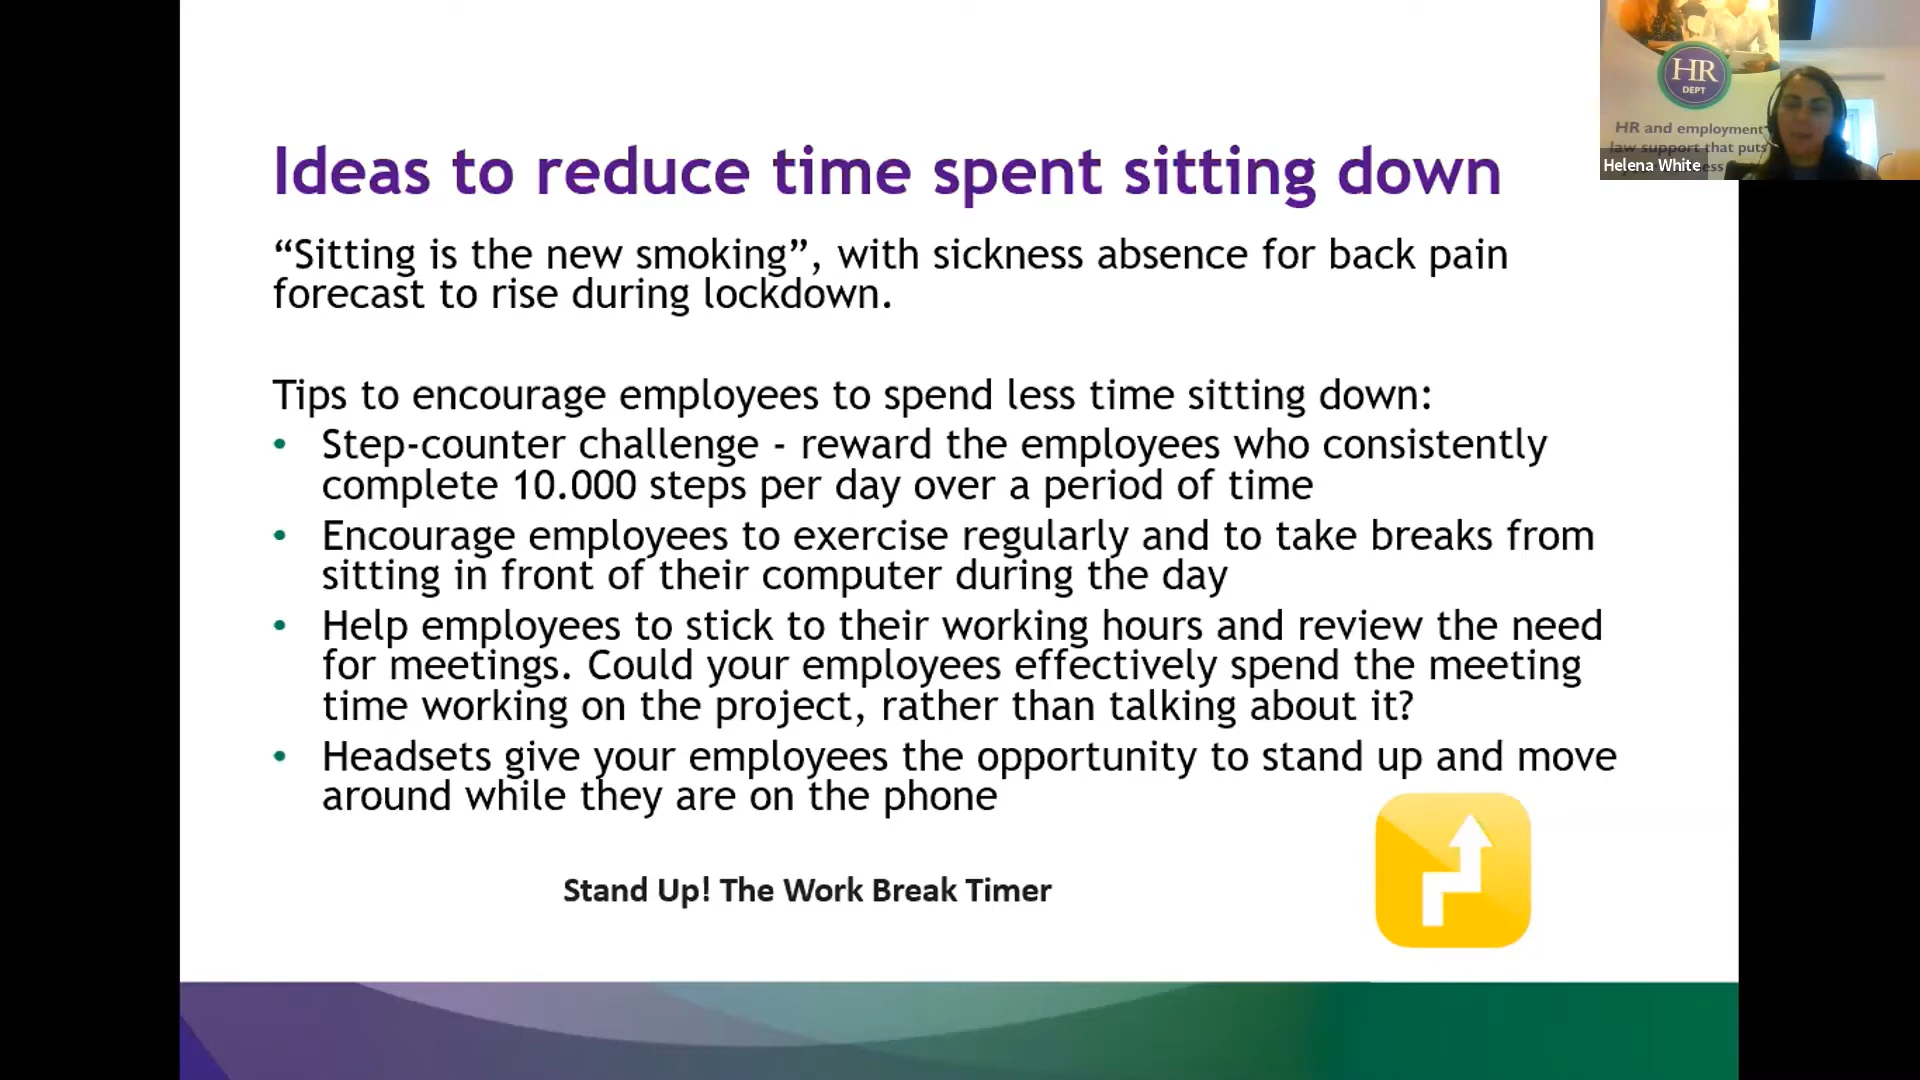 Ideas to reduce time spent sitting down
“Sitting is the new smoking”, with sickness absence for back pain
forecast to rise during lockdown.
Tips to encourage employees to spend less time sitting down:
• Step-counter challenge - reward the employees who consistently
complete 10.000 steps per day over a period of time
• Encourage employees to exercise regularly and to take breaks from
sitting in front of their computer during the day
• Help employees to stick to their working hours and review the need
for meetings. Could your employees effectively spend the meeting
time working on the project, rather than talking about it?
• Headsets give your employees the opportunity to stand up and move
around while they are on the phone
Stand Up! The Work Break Timer
HR
DEPT
HR and employment
law support that puts
Helena White